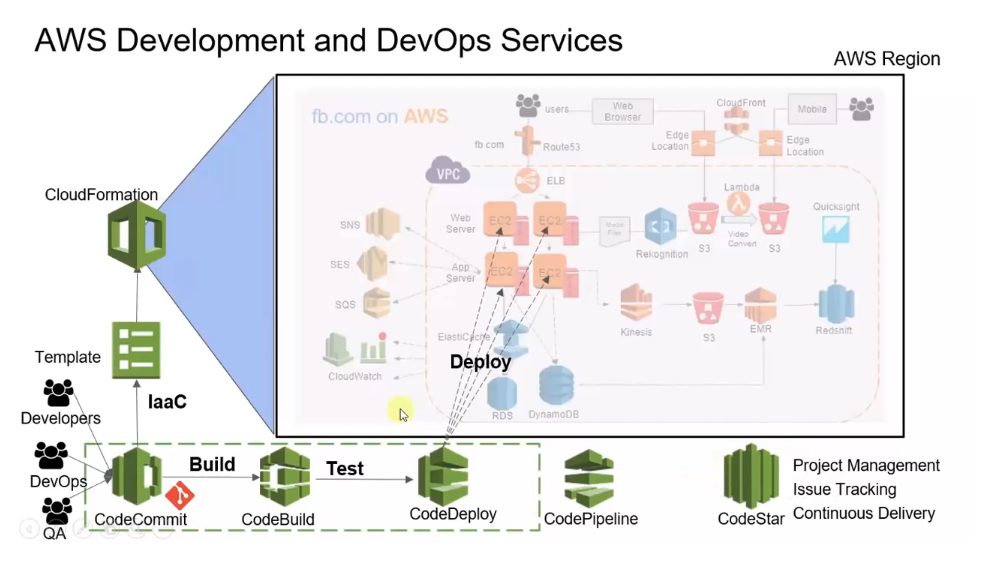 AWS Development and DevOps Services
AWS Region
fb.com on AWS
users
Web
Browser
CloudFront
Mobile
fb com
Route53
Edge
Location
Edge
Location
VPC
ELB
CloudFormation
SNS
Web
Server
EC2
EC2
Lambda
Quicksight
Rekognition
S3
Video
Convert
S3
SES
App
Server
EC2
EC2
SQS
Kinesis
S3
EMR
Redshift
ElastiCache
CloudWatch
Deploy
RDS
DynamoDB
Template
IaaC
Developers
DevOps
QA
Build
Test
CodeCommit
CodeBuild
CodeDeploy
CodePipeline
CodeStar
Project Management
Issue Tracking
Continuous Delivery